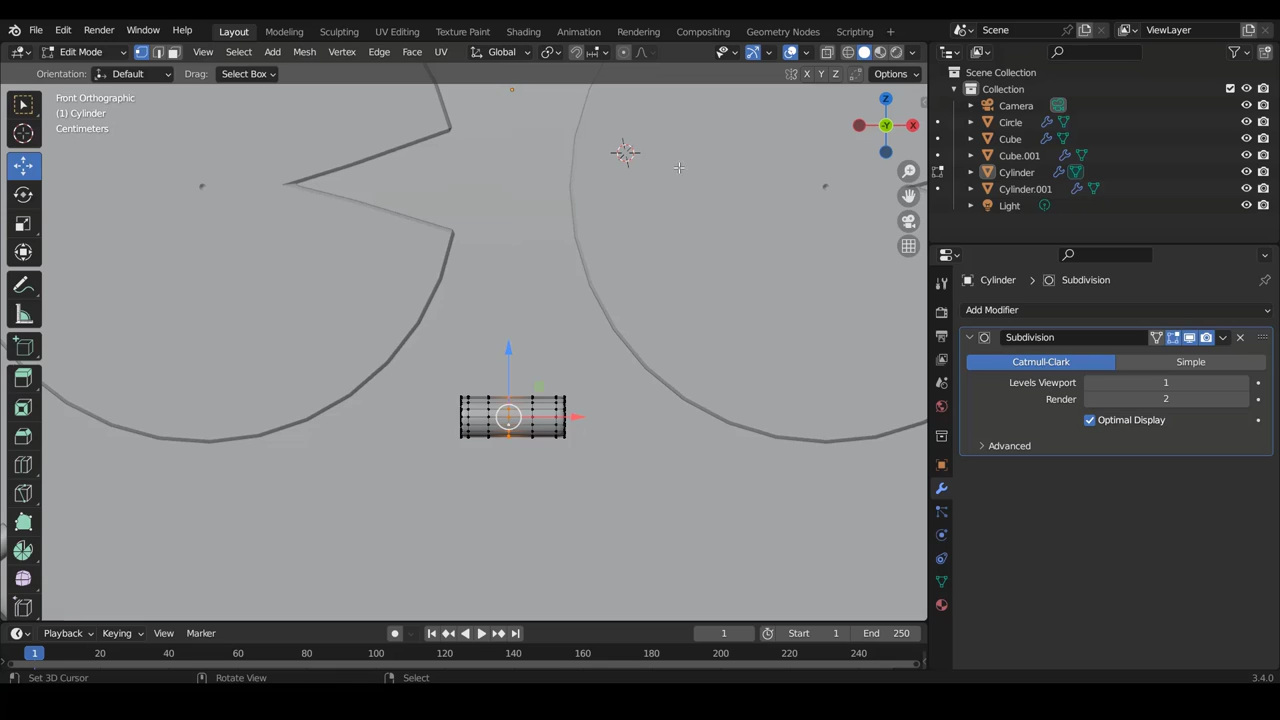 File Edit Render Window Help Layout Modeling Sculpting UV Editing Texture Paint Shading Animation Rendering Compositing Scripting + Scene ViewLayer
Edit Mode View Select Add Mesh Vertex Edge Face UV Global
Orientation: Default Drag: Select Box X Y Z Options
Front Orthographic
(1) Cylinder
Centimeters
Z
Y
X
Scene Collection
Collection
Camera
Circle
Cube
Cube.001
Cylinder
Cylinder.001
Light
Cylinder > Subdivision
Add Modifier
Subdivision
Catmull-Clark Simple
Levels Viewport 1
Render 2
Optimal Display
Advanced
Playback Keying View Marker 1 Start 1 End 250
1 20 40 60 80 100 120 140 160 180 200 220 240
Set 3D Cursor Rotate View Select 3.4.0